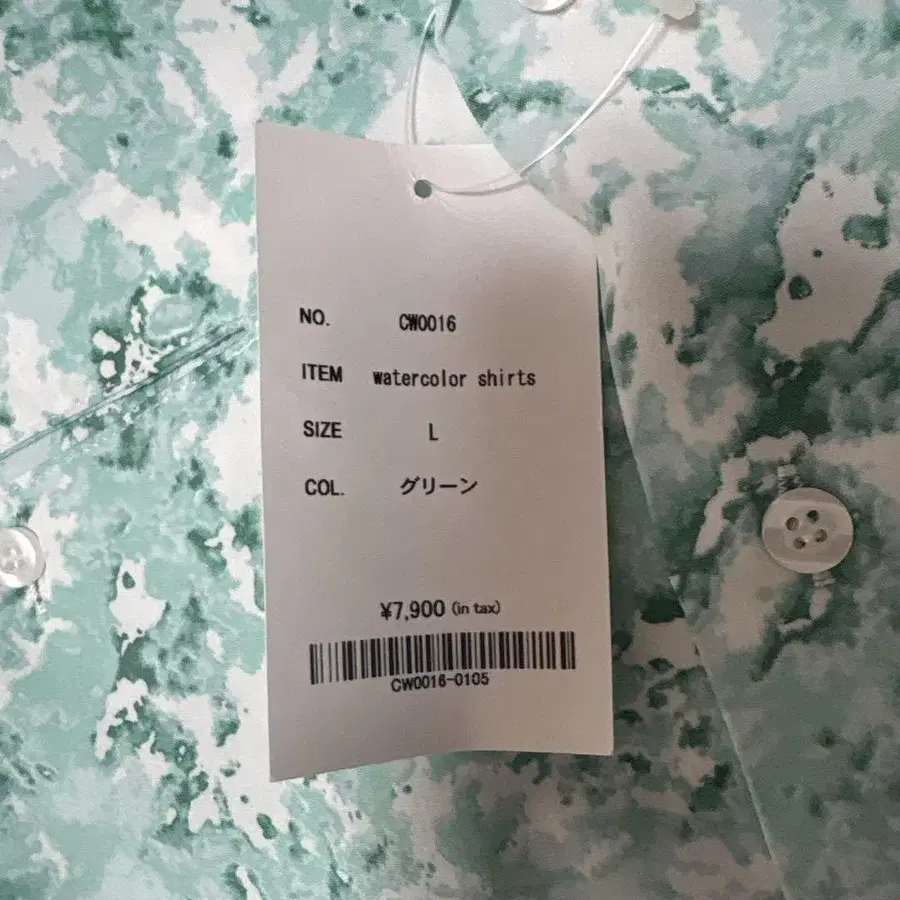 NO. CW0016
ITEM watercolor shirts
SIZE L
COL. グリーン
¥7,900 (in tax)
CW0016-0105